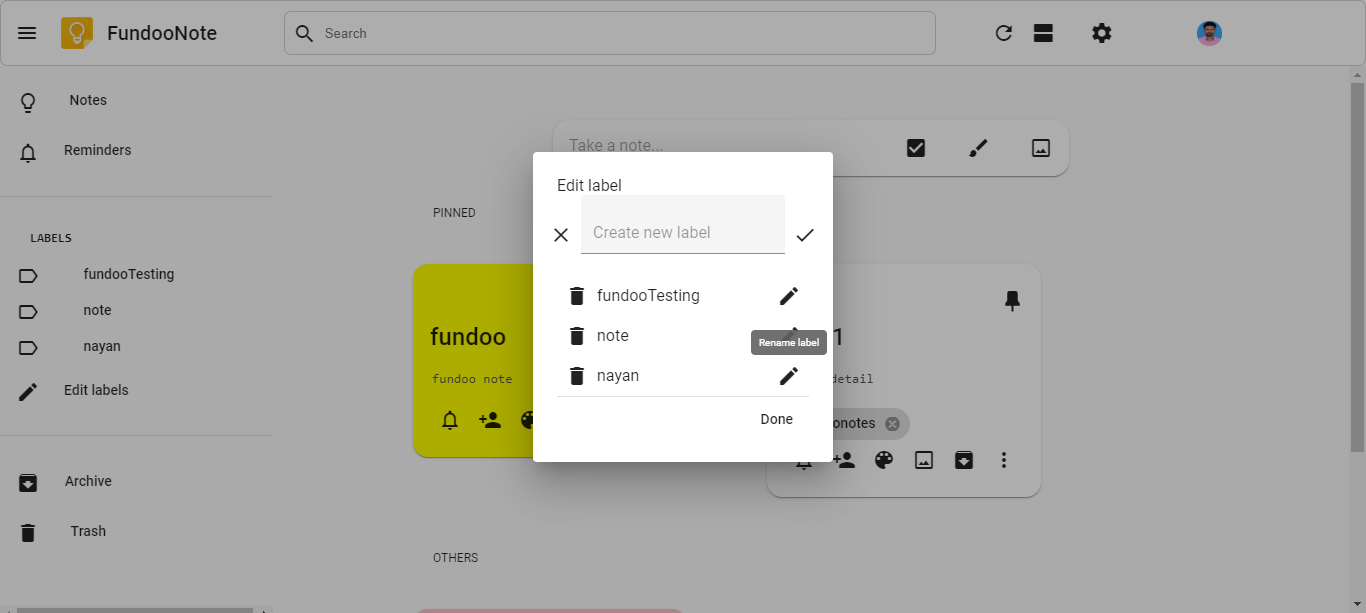 FundooNote
Search
Notes
Reminders
LABELS
fundooTesting
note
nayan
Edit labels
Archive
Trash
Take a note...
PINNED
fundoo
fundoo note
1
detail
onotes
OTHERS
Edit label
Create new label
fundooTesting
note
Rename label
nayan
Done